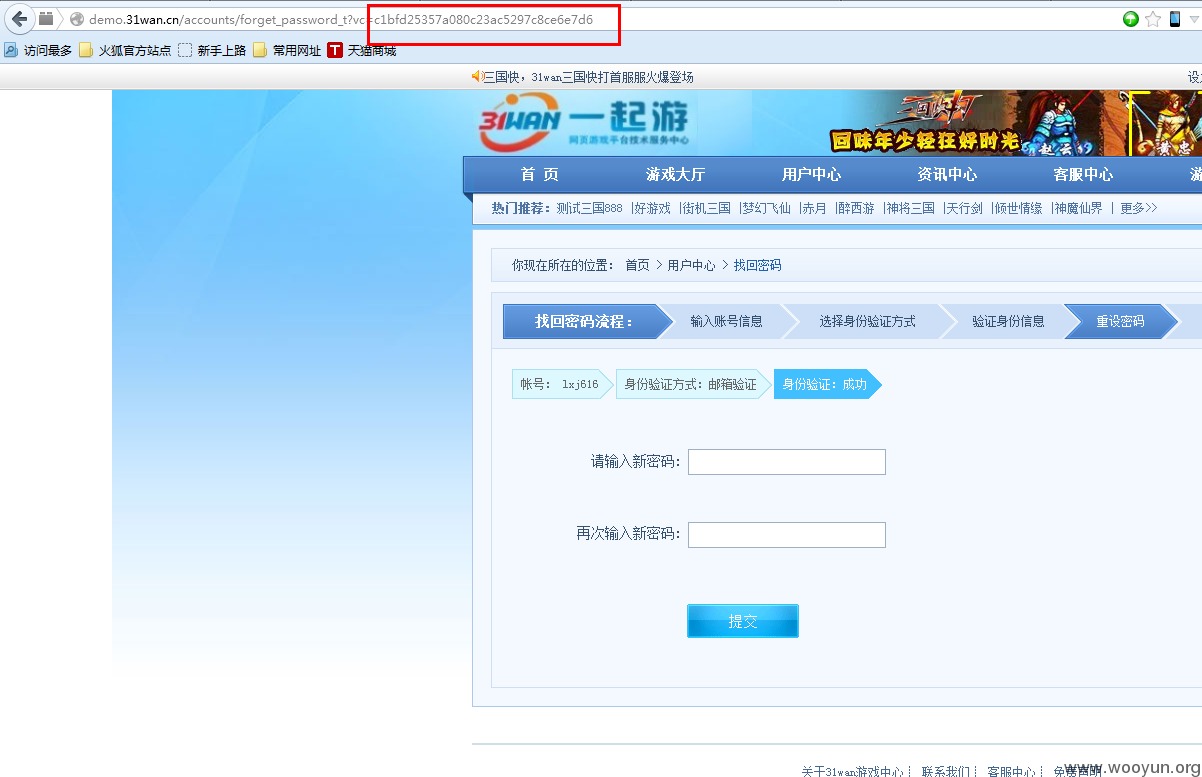 demo.31wan.cn/accounts/forget_password_t?vc=c1bfd25357a080c23ac5297c8ce6e7d6
访问最多 火狐官方站点 新手上路 常用网址 T 天猫商城
三国快，31wan三国快打首服服火爆登场
31WAN 一起游
网页游戏平台技术服务中心
回味年少轻狂好时光
赵云
黄忠
首 页 游戏大厅 用户中心 资讯中心 客服中心
热门推荐： 测试三国888 |好游戏 |街机三国 |梦幻飞仙 |赤月 |醉西游 |神将三国 |天行剑 |倾世情缘 |神魔仙界 | 更多>>
你现在所在的位置： 首页 > 用户中心 > 找回密码
找回密码流程： 输入账号信息 选择身份验证方式 验证身份信息 重设密码
帐号： lxj616 身份验证方式：邮箱验证 身份验证：成功
请输入新密码：
再次输入新密码：
提交
关于31wan游戏中心 | 联系我们 | 客服中心 | 免责声明
www.wooyun.org